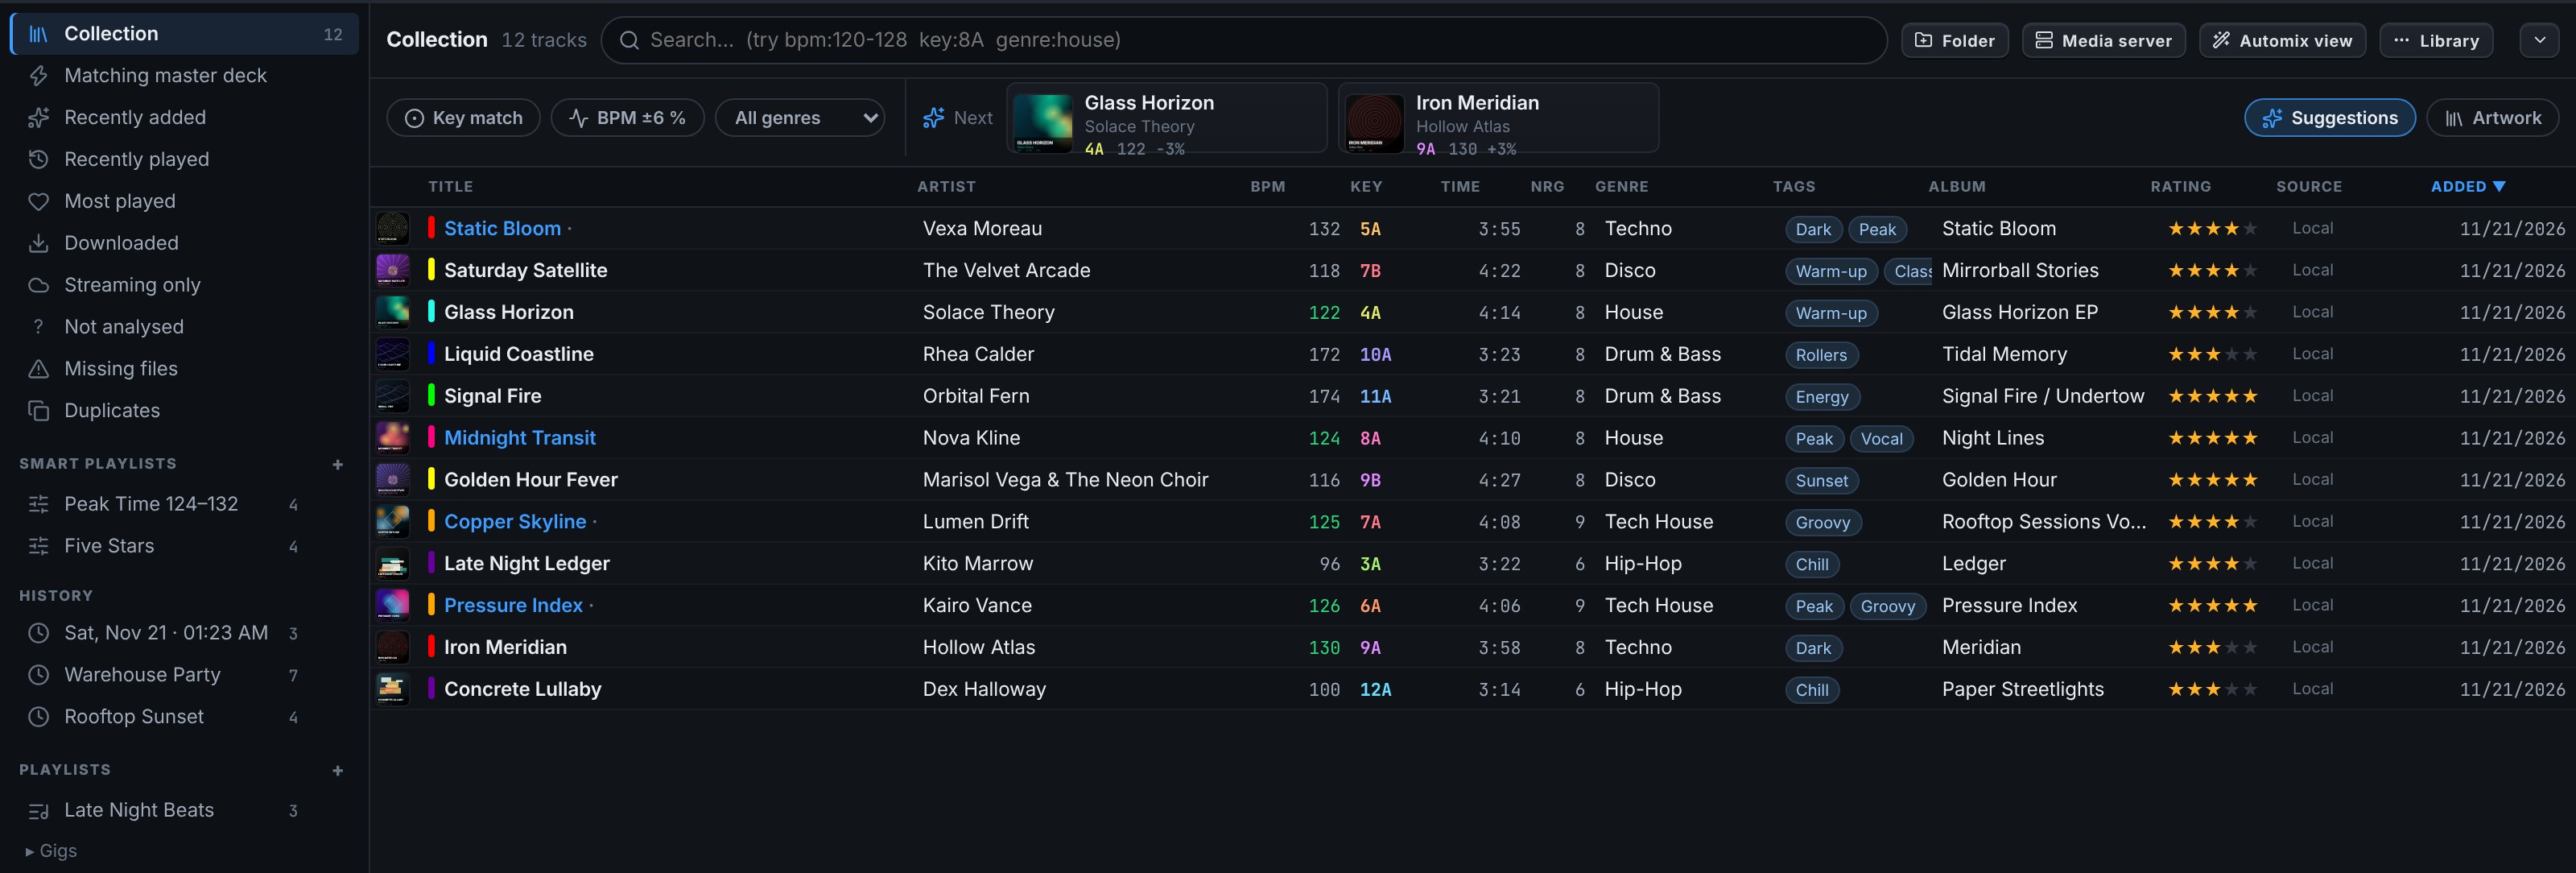 Collection 12
Matching master deck
Recently added
Recently played
Most played
Downloaded
Streaming only
? Not analysed
Missing files
Duplicates
SMART PLAYLISTS +
Peak Time 124–132 4
Five Stars 4
HISTORY
Sat, Nov 21 · 01:23 AM 3
Warehouse Party 7
Rooftop Sunset 4
PLAYLISTS +
Late Night Beats 3
▸ Gigs
Collection 12 tracks Search... (try bpm:120-128 key:8A genre:house) Folder Media server Automix view ··· Library
Key match BPM ±6 % All genres Next
Glass Horizon
Solace Theory
4A 122 -3%
Iron Meridian
Hollow Atlas
9A 130 +3%
Suggestions Artwork
TITLE ARTIST BPM KEY TIME NRG GENRE TAGS ALBUM RATING SOURCE ADDED ▼
Static Bloom · Vexa Moreau 132 5A 3:55 8 Techno Dark Peak Static Bloom ★★★★★ Local 11/21/2026
Saturday Satellite The Velvet Arcade 118 7B 4:22 8 Disco Warm-up Class Mirrorball Stories ★★★★★ Local 11/21/2026
Glass Horizon Solace Theory 122 4A 4:14 8 House Warm-up Glass Horizon EP ★★★★★ Local 11/21/2026
Liquid Coastline Rhea Calder 172 10A 3:23 8 Drum & Bass Rollers Tidal Memory ★★★★★ Local 11/21/2026
Signal Fire Orbital Fern 174 11A 3:21 8 Drum & Bass Energy Signal Fire / Undertow ★★★★★ Local 11/21/2026
Midnight Transit Nova Kline 124 8A 4:10 8 House Peak Vocal Night Lines ★★★★★ Local 11/21/2026
Golden Hour Fever Marisol Vega & The Neon Choir 116 9B 4:27 8 Disco Sunset Golden Hour ★★★★★ Local 11/21/2026
Copper Skyline · Lumen Drift 125 7A 4:08 9 Tech House Groovy Rooftop Sessions Vo... ★★★★★ Local 11/21/2026
Late Night Ledger Kito Marrow 96 3A 3:22 6 Hip-Hop Chill Ledger ★★★★★ Local 11/21/2026
Pressure Index · Kairo Vance 126 6A 4:06 9 Tech House Peak Groovy Pressure Index ★★★★★ Local 11/21/2026
Iron Meridian Hollow Atlas 130 9A 3:58 8 Techno Dark Meridian ★★★★★ Local 11/21/2026
Concrete Lullaby Dex Halloway 100 12A 3:14 6 Hip-Hop Chill Paper Streetlights ★★★★★ Local 11/21/2026